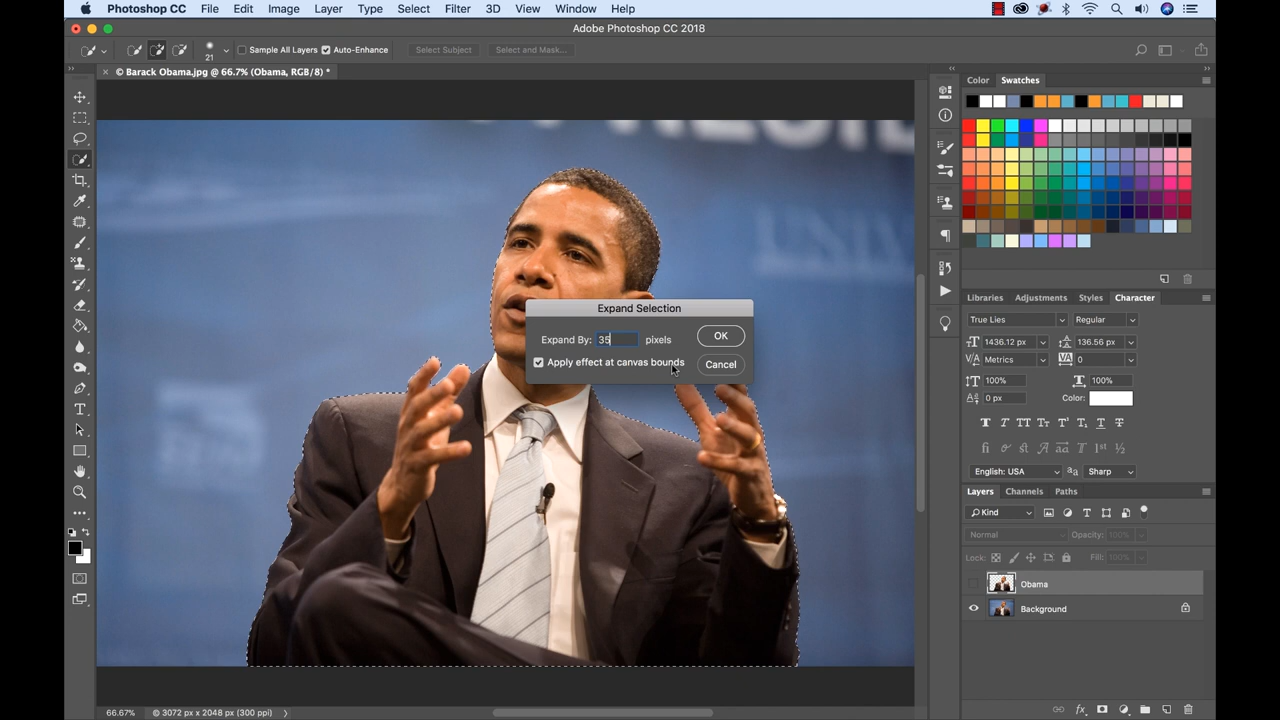 Photoshop CC File Edit Image Layer Type Select Filter 3D View Window Help
Adobe Photoshop CC 2018
21 Sample All Layers Auto-Enhance Select Subject Select and Mask...
© Barack Obama.jpg @ 66.7% (Obama, RGB/8) *
Color Swatches
Expand Selection
Expand By: 35 pixels OK
Apply effect at canvas bounds Cancel
Libraries Adjustments Styles Character
True Lies Regular
1436.12 pt 136.56 pt
Metrics 0
100% 100%
0 px Color:
English: USA Sharp
Layers Channels Paths
Kind
Normal Opacity: 100%
Lock: Fill: 100%
Obama
Background
66.67% © 3072 px x 2048 px (300 ppi)